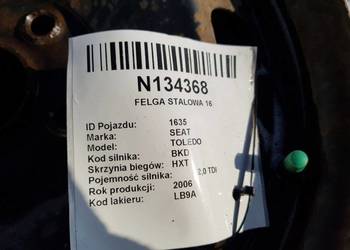 N134368
FELGA STALOWA 16
ID Pojazdu: 1635
Marka: SEAT
Model: TOLEDO
Kod silnika: BKD
Skrzynia biegów: HXT
Pojemność silnika: 2,0 TDI
Rok produkcji: 2006
Kod lakieru: LB9A